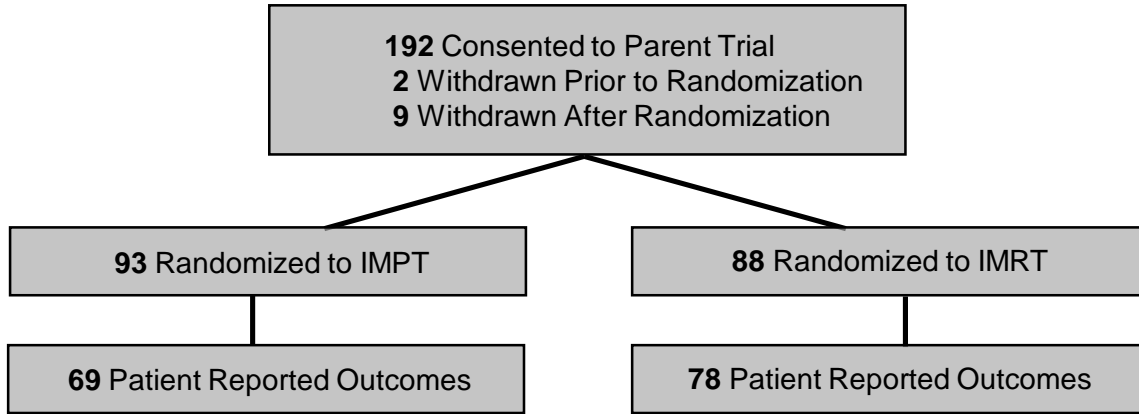 192 Consented to Parent Trial
2 Withdrawn Prior to Randomization
9 Withdrawn After Randomization
93 Randomized to IMPT
88 Randomized to IMRT
69 Patient Reported Outcomes
78 Patient Reported Outcomes